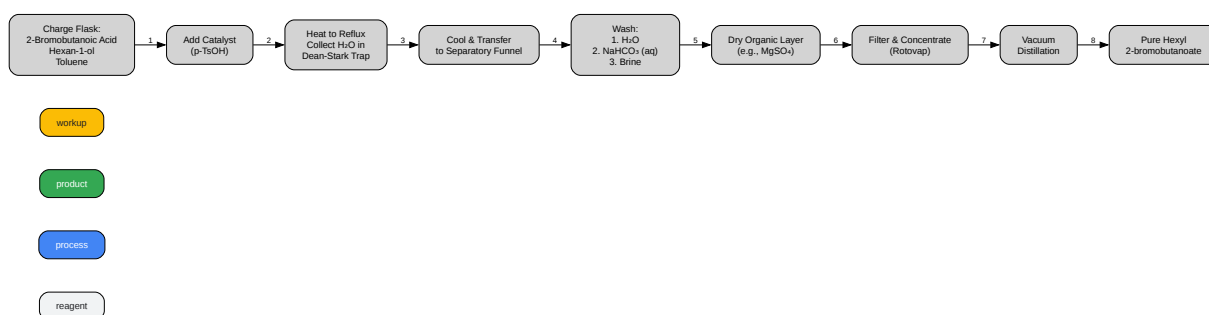 Charge Flask:
2-Bromobutanoic Acid
Hexan-1-ol
Toluene
1
Add Catalyst
(p-TsOH)
2
Heat to Reflux
Collect H₂O in
Dean-Stark Trap
3
Cool & Transfer
to Separatory Funnel
4
Wash:
1. H₂O
2. NaHCO₃ (aq)
3. Brine
5
Dry Organic Layer
(e.g., MgSO₄)
6
Filter & Concentrate
(Rotovap)
7
Vacuum
Distillation
8
Pure Hexyl
2-bromobutanoate
workup
product
process
reagent